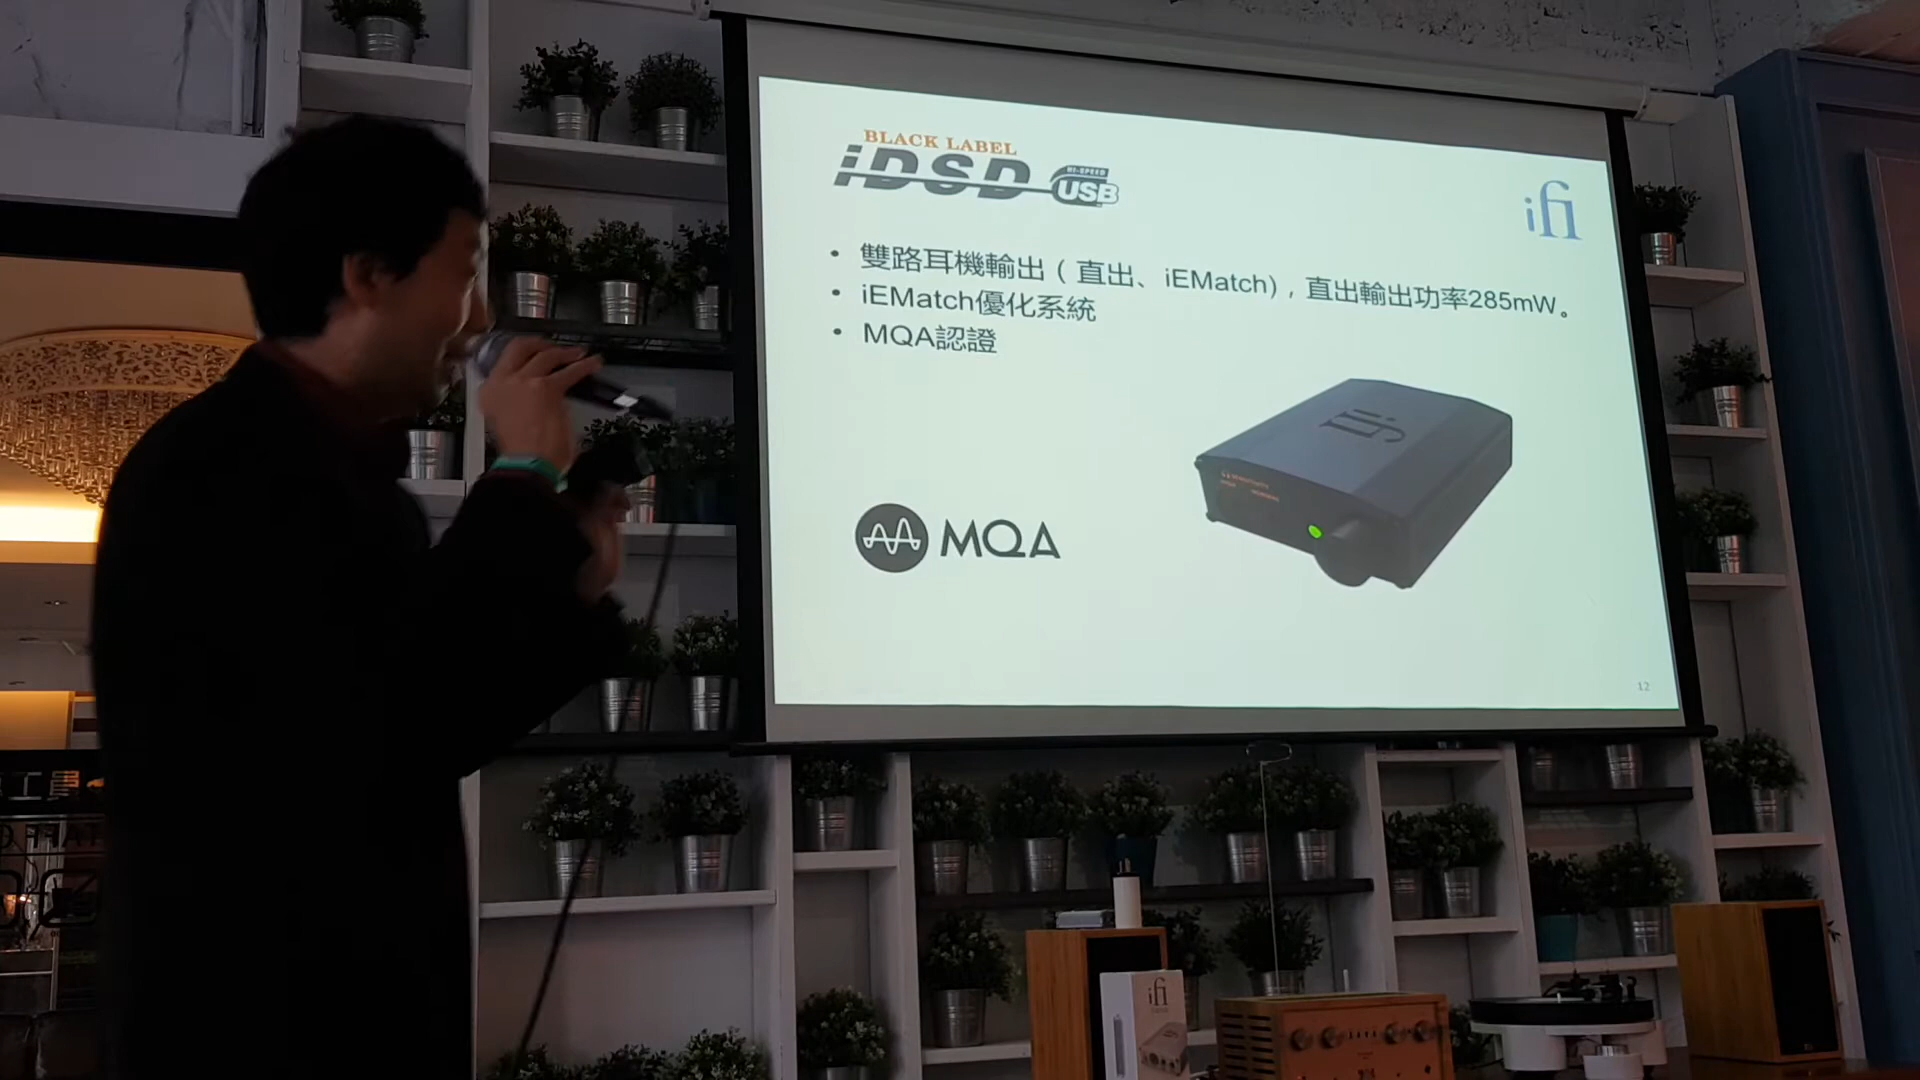 BLACK LABEL
iDSD HI-SPEED USB
ifi
• 雙路耳機輸出（直出、iEMatch)，直出輸出功率285mW。
• iEMatch優化系統
• MQA認證
ifi
MQA
12
ifi